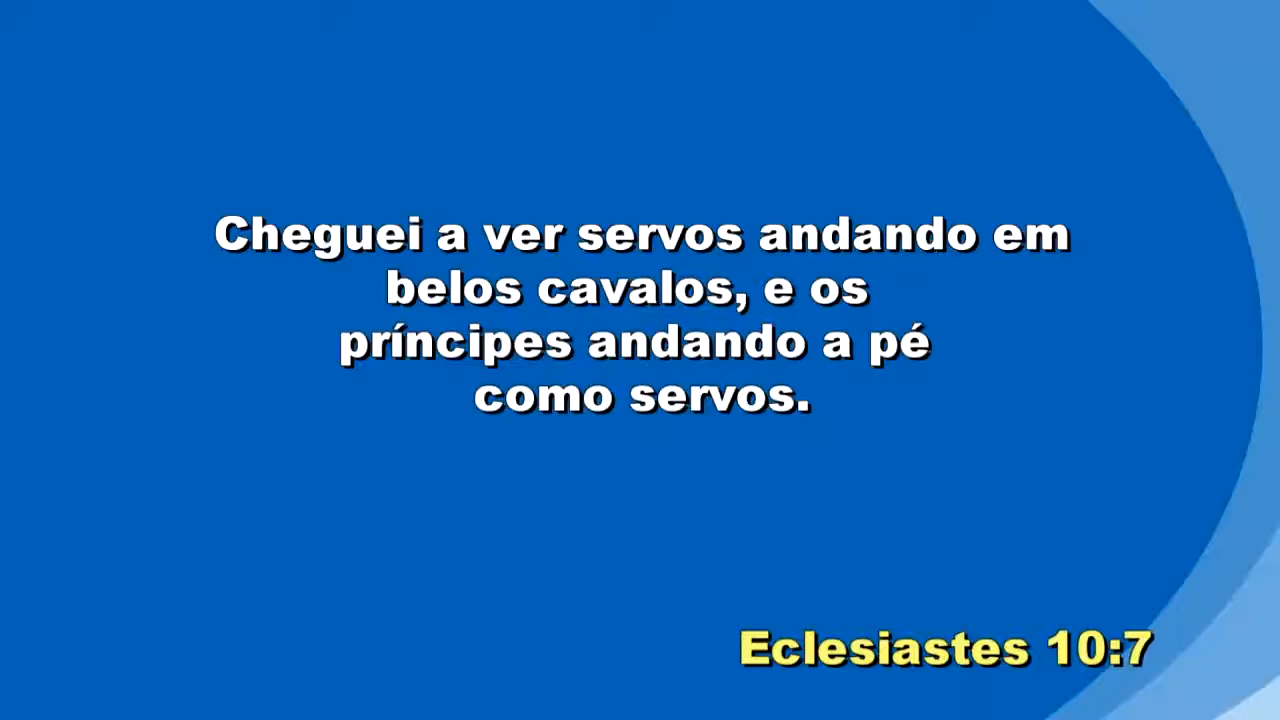 Cheguei a ver servos andando em
belos cavalos, e os
príncipes andando a pé
como servos.
Eclesiastes 10:7